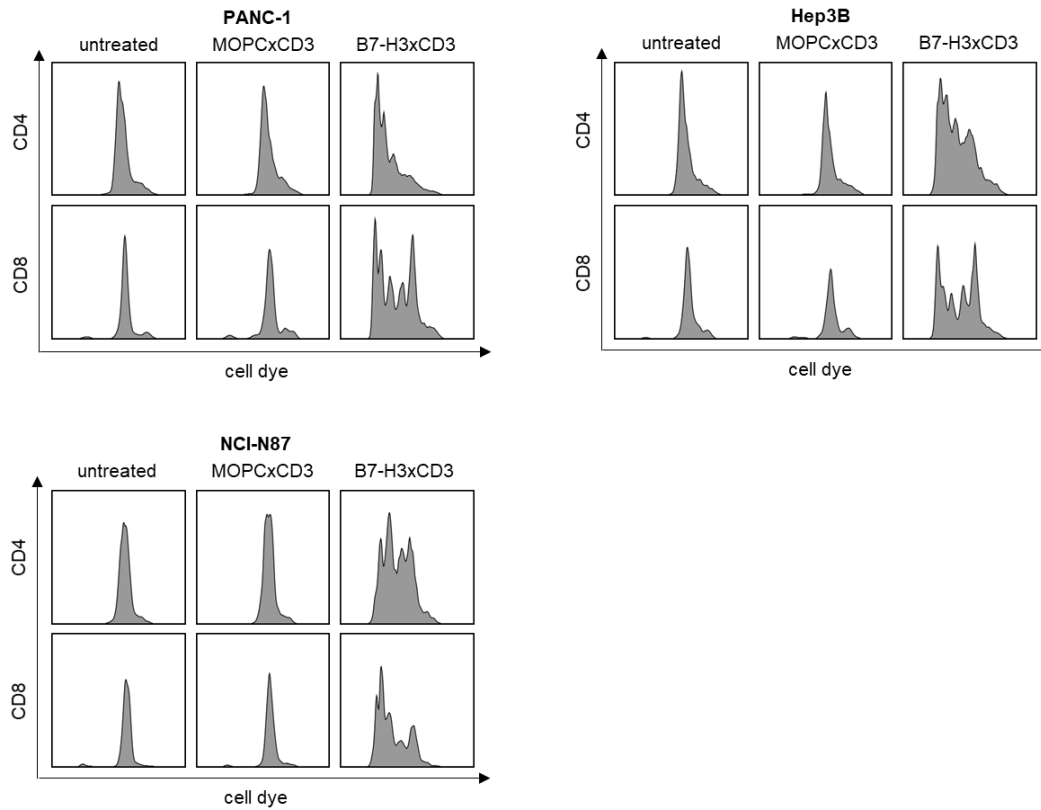 PANC-1
untreated MOPCxCD3 B7-H3xCD3
CD4
CD8
cell dye
Hep3B
untreated MOPCxCD3 B7-H3xCD3
CD4
CD8
cell dye
NCI-N87
untreated MOPCxCD3 B7-H3xCD3
CD4
CD8
cell dye